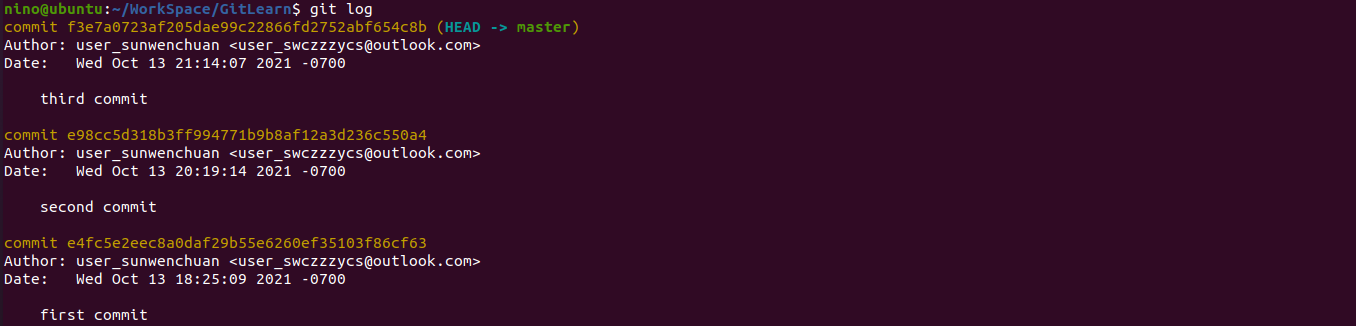 nino@ubuntu:~/WorkSpace/GitLearn$ git log
commit f3e7a0723af205dae99c22866fd2752abf654c8b (HEAD -> master)
Author: user_sunwenchuan <user_swczzzycs@outlook.com>
Date:   Wed Oct 13 21:14:07 2021 -0700
    third commit
commit e98cc5d318b3ff994771b9b8af12a3d236c550a4
Author: user_sunwenchuan <user_swczzzycs@outlook.com>
Date:   Wed Oct 13 20:19:14 2021 -0700
    second commit
commit e4fc5e2eec8a0daf29b55e6260ef35103f86cf63
Author: user_sunwenchuan <user_swczzzycs@outlook.com>
Date:   Wed Oct 13 18:25:09 2021 -0700
    first commit